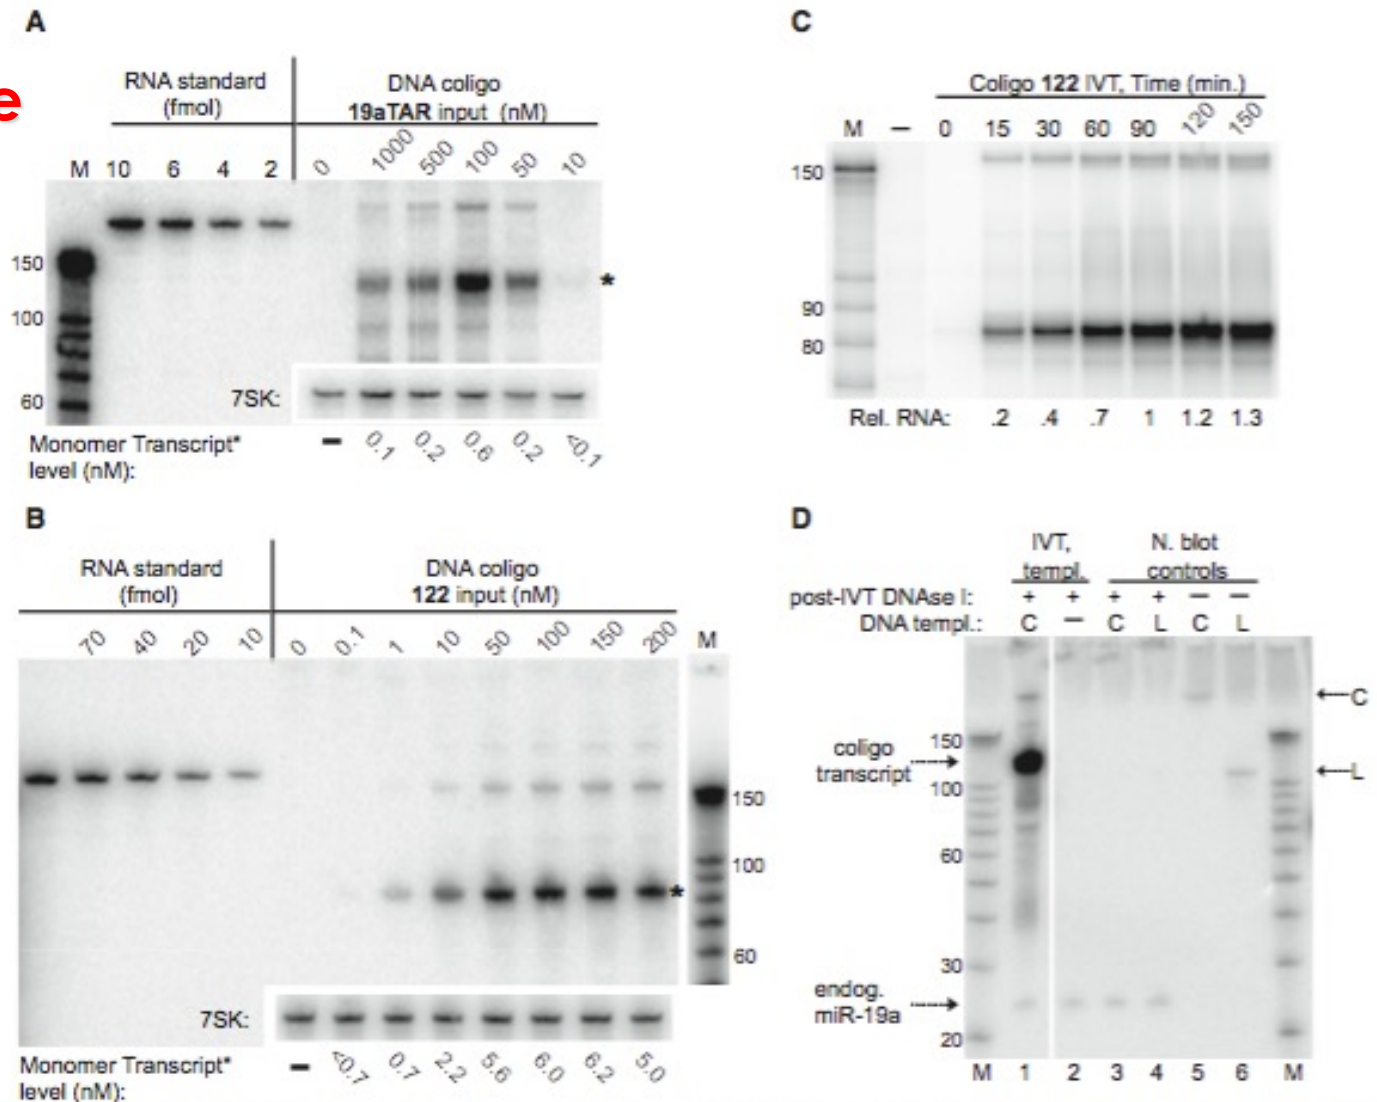 e
A
RNA standard
(fmol)
DNA coligo
19aTAR input (nM)
M 10 6 4 2 0 1000 500 100 50 10
150
100
60
*
7SK:
Monomer Transcript*
level (nM):
– 0.1 0.2 0.6 0.2 <0.1
B
RNA standard
(fmol)
DNA coligo
122 input (nM)
70 40 20 10 0 0.1 1 10 50 100 150 200 M
150
100
60
*
7SK:
Monomer Transcript*
level (nM):
– <0.7 0.7 2.2 5.6 6.0 6.2 5.0
C
Coligo 122 IVT, Time (min.)
M – 0 15 30 60 90 120 150
150
90
80
Rel. RNA: .2 .4 .7 1 1.2 1.3
D
IVT,
templ.
N. blot
controls
post-IVT DNAse I: + + + + – –
DNA templ.: C – C L C L
C
150
coligo
transcript
L
100
60
30
endog.
miR-19a
20
M 1 2 3 4 5 6 M